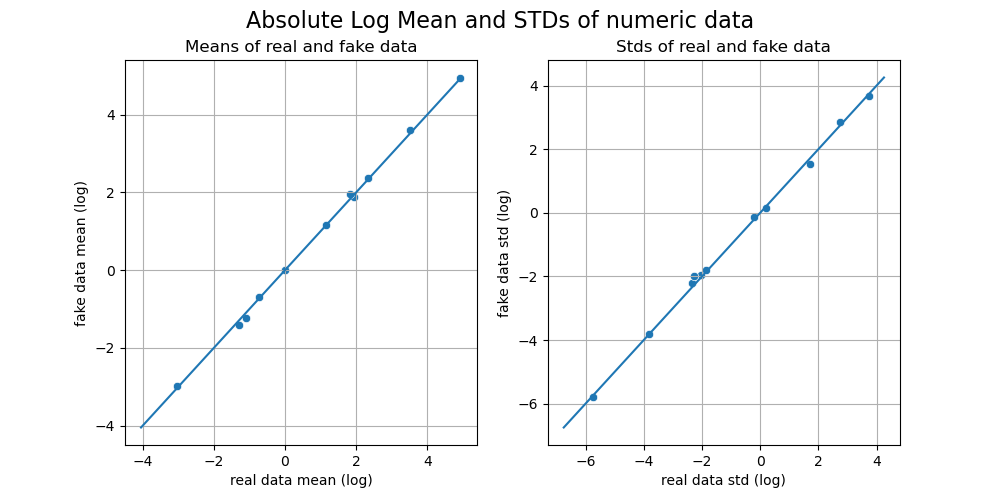 Absolute Log Mean and STDs of numeric data
Means of real and fake data
fake data mean (log)
4
2
0
−2
−4
−4 −2 0 2 4
real data mean (log)
Stds of real and fake data
fake data std (log)
4
2
0
−2
−4
−6
−6 −4 −2 0 2 4
real data std (log)